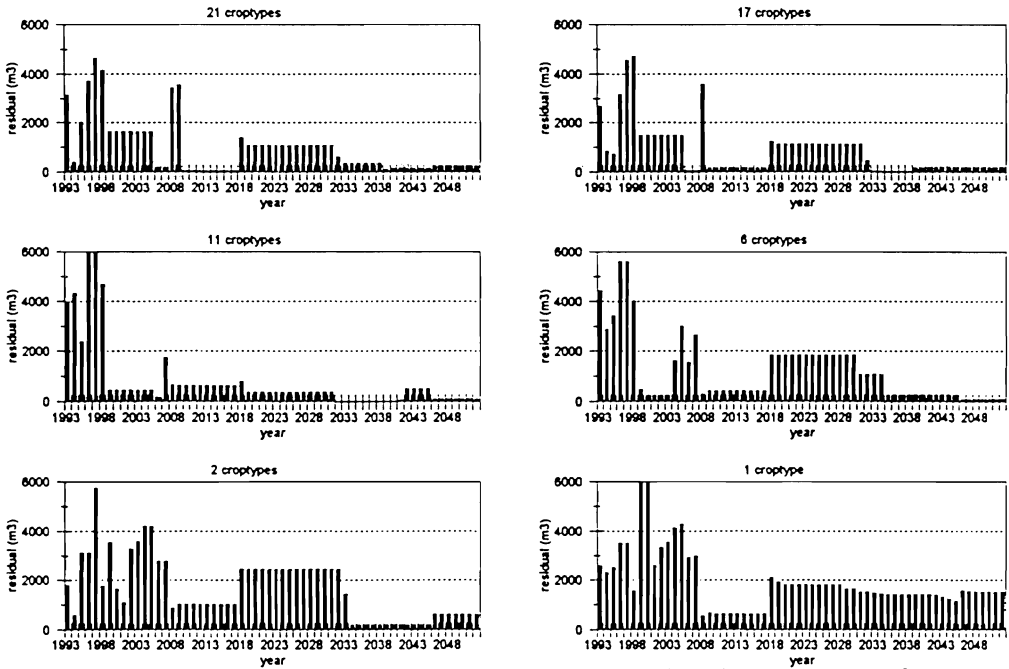 21 croptypes
residual (m3)
6000
4000
2000
0
1993 1998 2003 2008 2013 2018 2023 2028 2033 2038 2043 2048
year
17 croptypes
residual (m3)
6000
4000
2000
0
1993 1998 2003 2008 2013 2018 2023 2028 2033 2038 2043 2048
year
11 croptypes
residual (m3)
6000
4000
2000
0
1993 1998 2003 2008 2013 2018 2023 2028 2033 2038 2043 2048
year
6 croptypes
residual (m3)
6000
4000
2000
0
1993 1998 2003 2008 2013 2018 2023 2028 2033 2038 2043 2048
year
2 croptypes
residual (m3)
6000
4000
2000
0
1993 1998 2003 2008 2013 2018 2023 2028 2033 2038 2043 2048
year
1 croptype
residual (m3)
6000
4000
2000
0
1993 1998 2003 2008 2013 2018 2023 2028 2033 2038 2043 2048
year